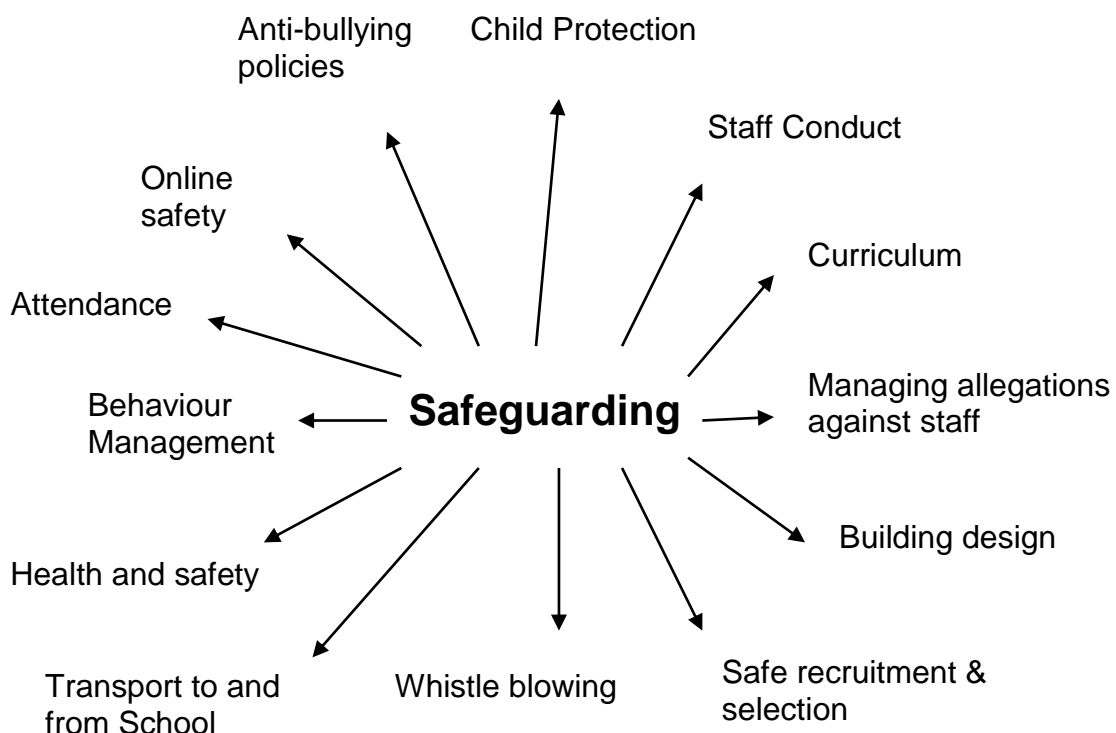 Anti-bullying
policies
Child Protection
Staff Conduct
Online
safety
Curriculum
Attendance
Managing allegations
against staff
Behaviour
Management
Safeguarding
Building design
Health and safety
Transport to and
from School
Whistle blowing
Safe recruitment &
selection